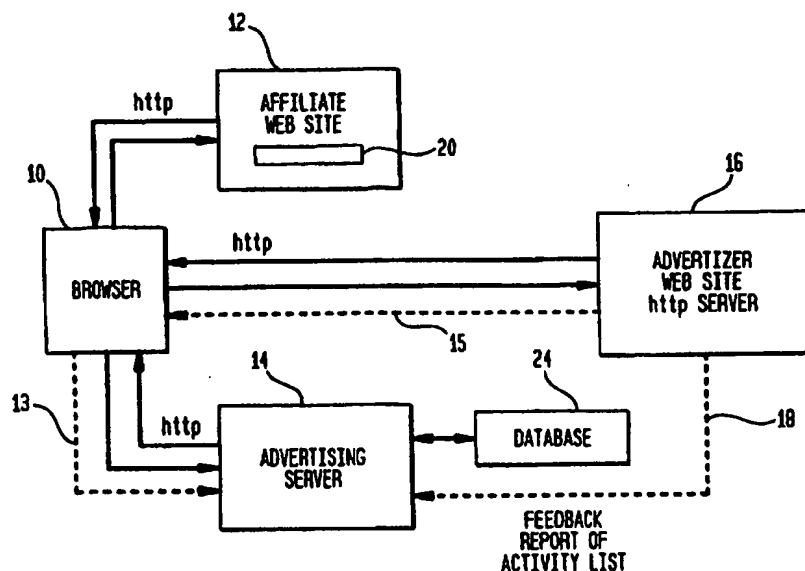 12
http
AFFILIATE
WEB SITE
20
10
16
http
BROWSER
ADVERTIZER
WEB SITE
http SERVER
15
14
24
13
http
18
DATABASE
ADVERTISING
SERVER
FEEDBACK
REPORT OF
ACTIVITY LIST